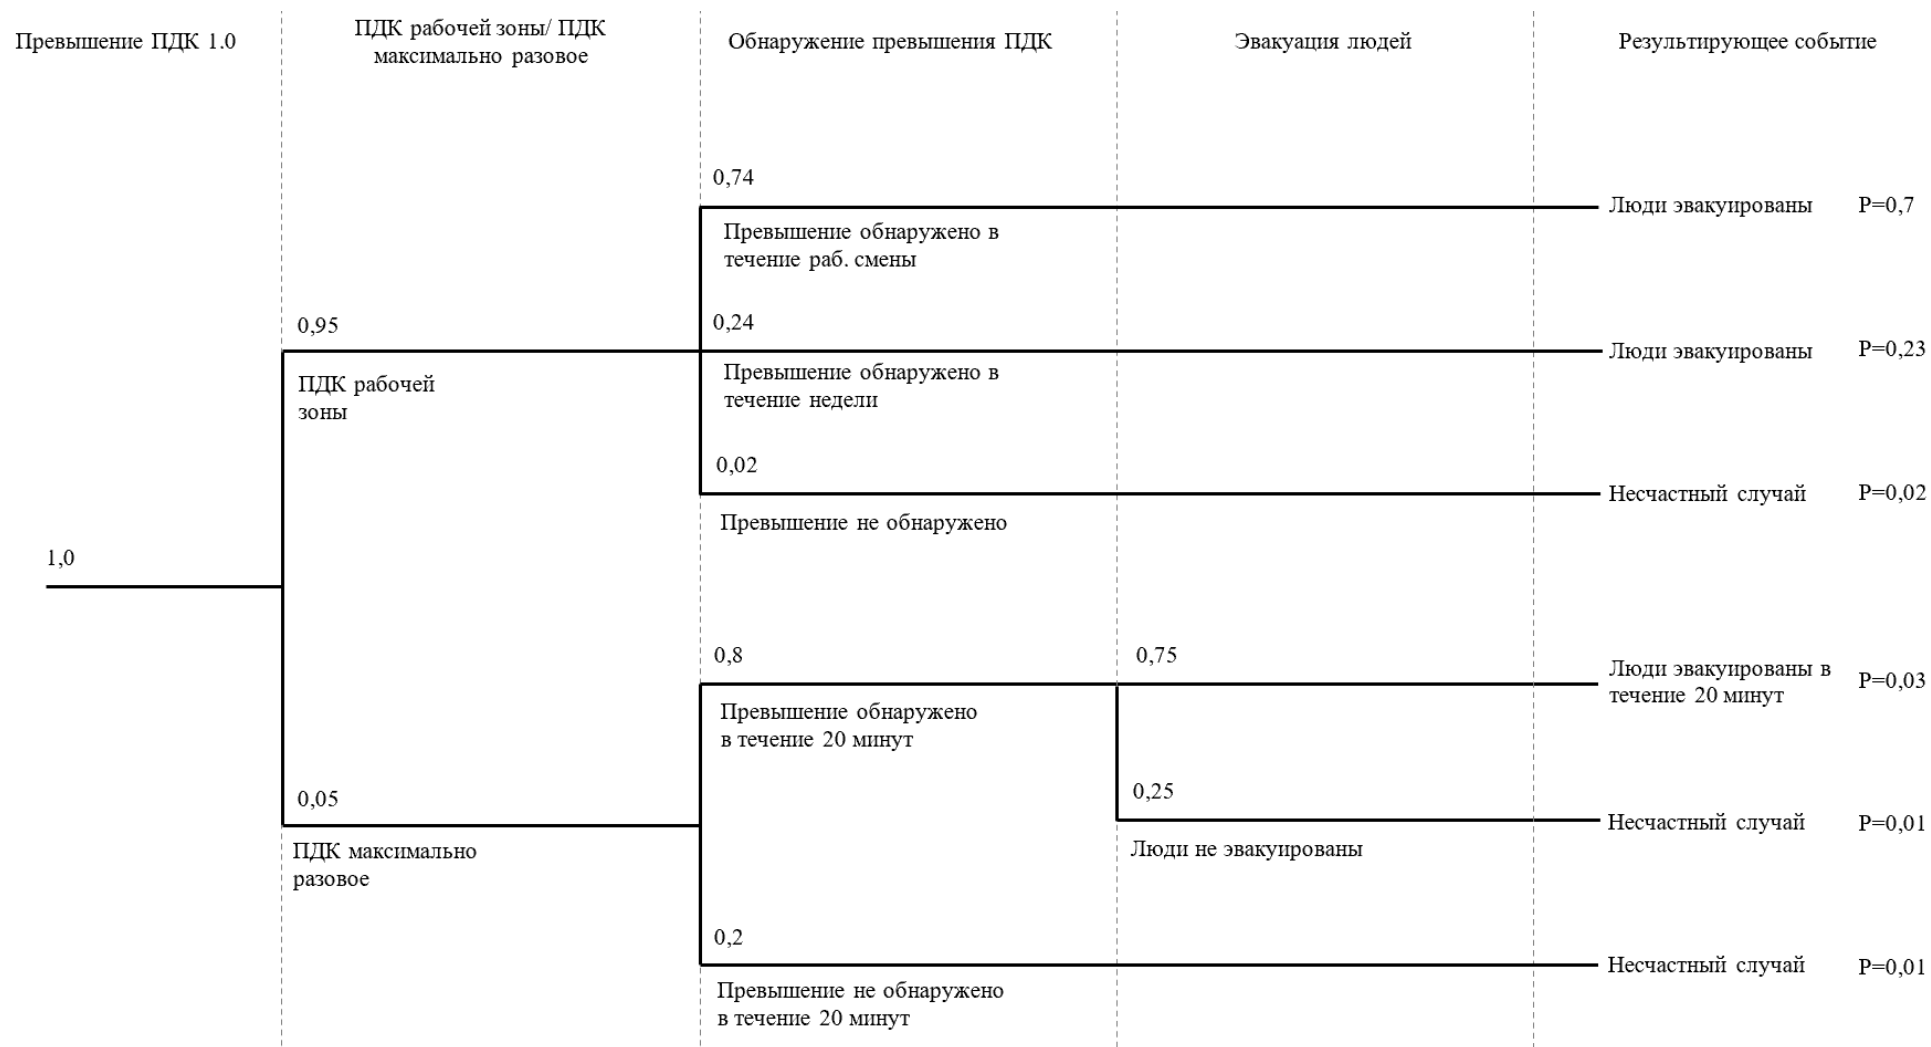 Превышение ПДК 1.0
ПДК рабочей зоны/ ПДК
максимально разовое
Обнаружение превышения ПДК
Эвакуация людей
Результирующее событие
0,74
Превышение обнаружено в
течение раб. смены
Люди эвакуированы
P=0,7
0,95
ПДК рабочей
зоны
0,24
Превышение обнаружено в
течение недели
Люди эвакуированы
P=0,23
0,02
Превышение не обнаружено
Несчастный случай
P=0,02
1,0
0,8
Превышение обнаружено
в течение 20 минут
0,75
Люди эвакуированы в
течение 20 минут
P=0,03
0,05
ПДК максимально
разовое
0,25
Люди не эвакуированы
Несчастный случай
P=0,01
0,2
Превышение не обнаружено
в течение 20 минут
Несчастный случай
P=0,01